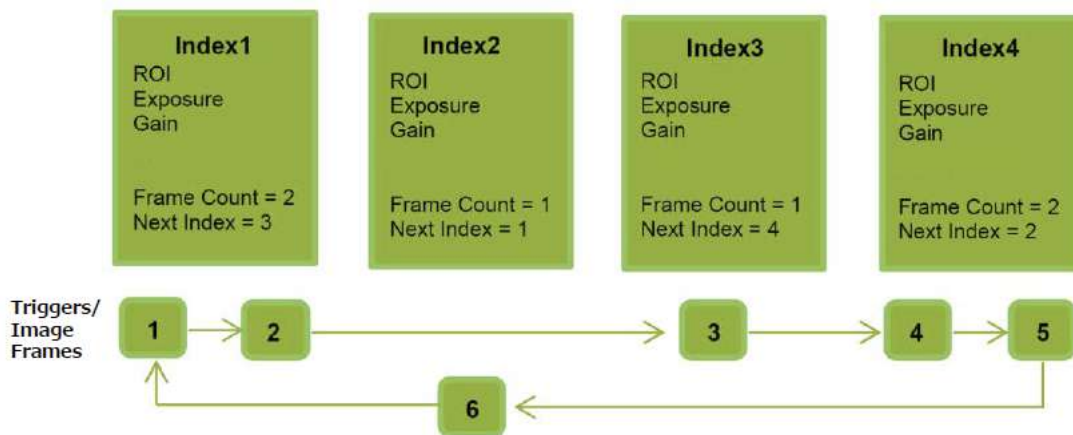 Index1
ROI
Exposure
Gain
Frame Count = 2
Next Index = 3
Index2
ROI
Exposure
Gain
Frame Count = 1
Next Index = 1
Index3
ROI
Exposure
Gain
Frame Count = 1
Next Index = 4
Index4
ROI
Exposure
Gain
Frame Count = 2
Next Index = 2
Triggers/
Image
Frames
1
2
3
4
5
6